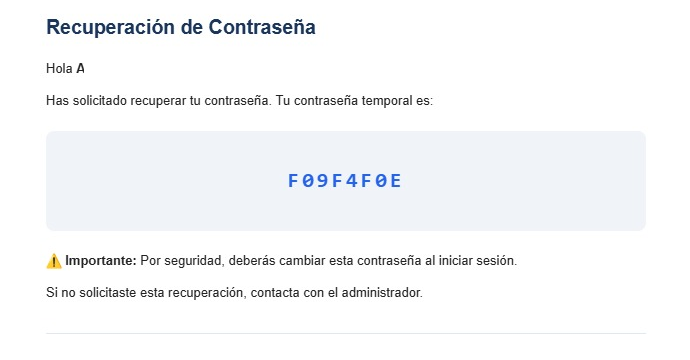 Recuperación de Contraseña
Hola A
Has solicitado recuperar tu contraseña. Tu contraseña temporal es:
F09F4F0E
⚠️ Importante: Por seguridad, deberás cambiar esta contraseña al iniciar sesión.
Si no solicitaste esta recuperación, contacta con el administrador.